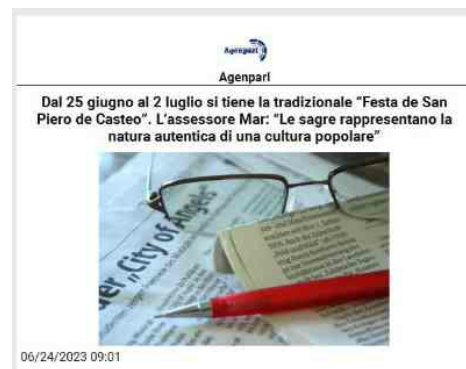 Agenparl
Agenparl
Dal 25 giugno al 2 luglio si tiene la tradizionale “Festa de San
Piero de Casteo”. L’assessore Mar: “Le sagre rappresentano la
natura autentica di una cultura popolare”
er „City of Angels“
06/24/2023 09:01